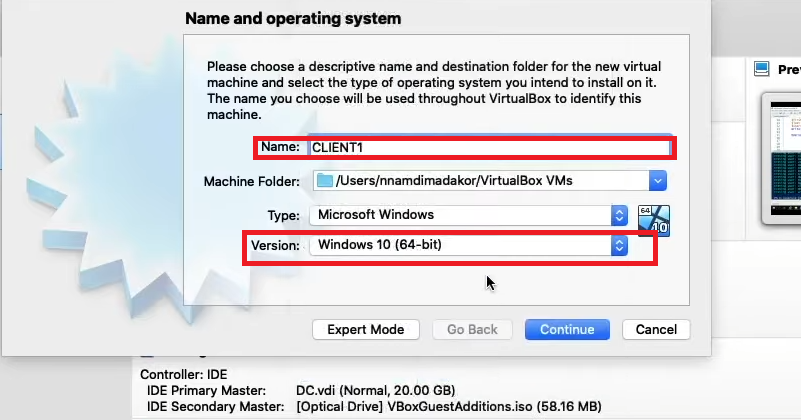 Name and operating system
Please choose a descriptive name and destination folder for the new virtual
machine and select the type of operating system you intend to install on it.
The name you choose will be used throughout VirtualBox to identify this
machine.
Name: CLIENT1
Machine Folder: /Users/nnamdimadakor/VirtualBox VMs
Type: Microsoft Windows
64
Version: Windows 10 (64-bit)
10
Expert Mode Go Back Continue Cancel
Controller: IDE
IDE Primary Master: DC.vdi (Normal, 20.00 GB)
IDE Secondary Master: [Optical Drive] VBoxGuestAdditions.iso (58.16 MB)